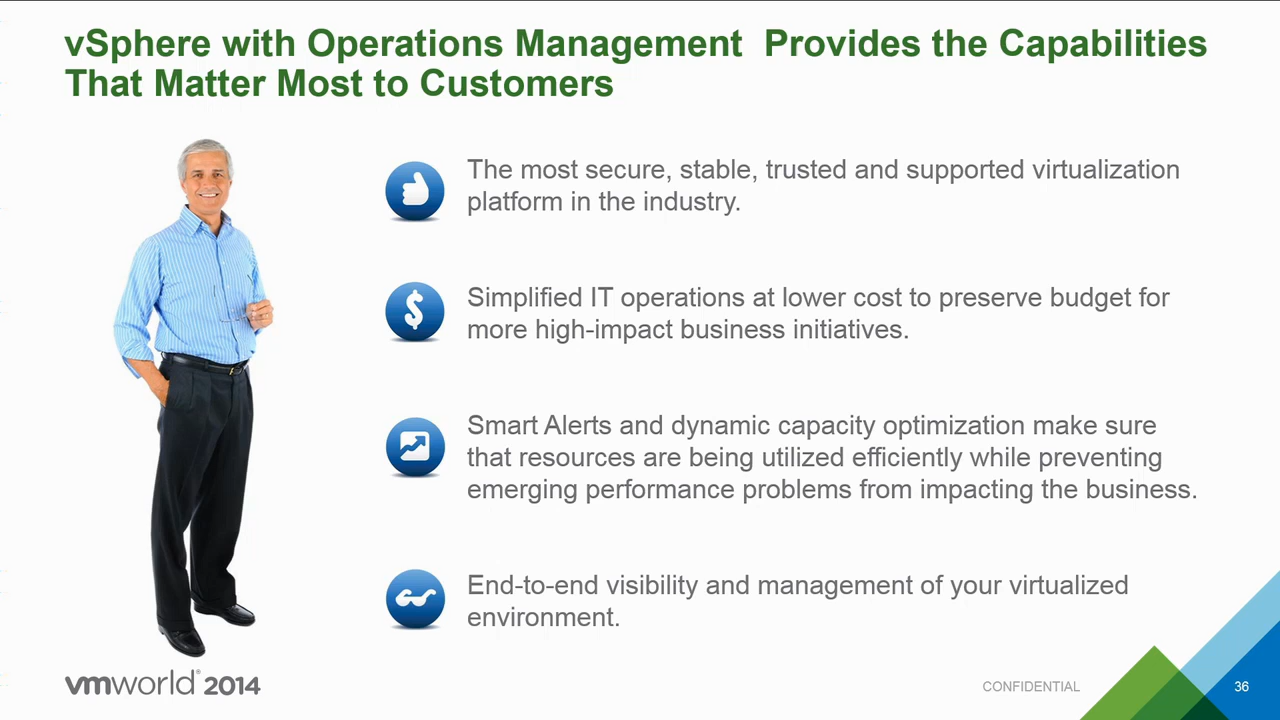 vSphere with Operations Management  Provides the Capabilities
That Matter Most to Customers
The most secure, stable, trusted and supported virtualization
platform in the industry.
Simplified IT operations at lower cost to preserve budget for
more high-impact business initiatives.
Smart Alerts and dynamic capacity optimization make sure
that resources are being utilized efficiently while preventing
emerging performance problems from impacting the business.
End-to-end visibility and management of your virtualized
environment.
vmworld® 2014
CONFIDENTIAL
36